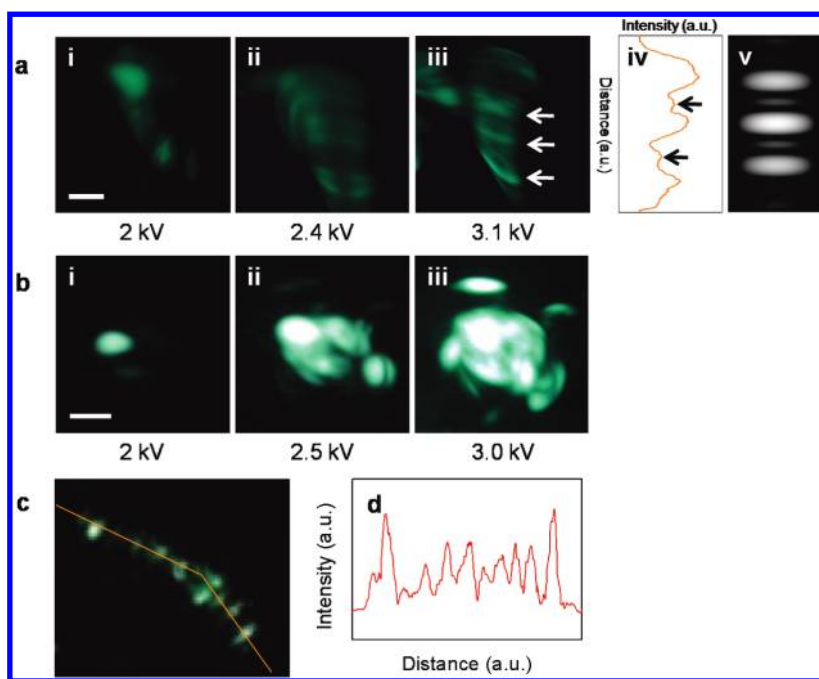 Intensity (a.u.)
a
i
ii
iii
iv
v
Distance (a.u.)
2 kV
2.4 kV
3.1 kV
b
i
ii
iii
2 kV
2.5 kV
3.0 kV
c
d
Intensity (a.u.)
Distance (a.u.)